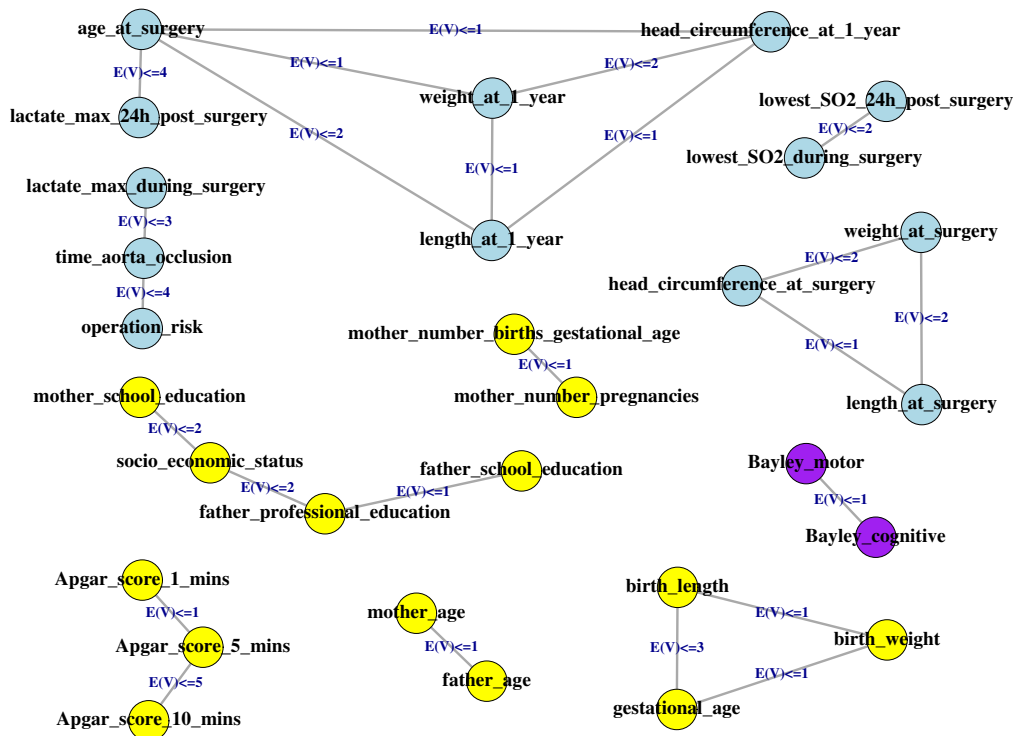 age_at_surgery
E(V)<=1
head_circumference_at_1_year
E(V)<=4
E(V)<=1
E(V)<=2
weight_at_1_year
lowest_SO2_24h_post_surgery
lactate_max_24h_post_surgery
E(V)<=2
E(V)<=1
E(V)<=2
lowest_SO2_during_surgery
E(V)<=1
lactate_max_during_surgery
E(V)<=3
length_at_1_year
weight_at_surgery
time_aorta_occlusion
E(V)<=2
head_circumference_at_surgery
E(V)<=4
E(V)<=2
operation_risk
mother_number_births_gestational_age
E(V)<=1
E(V)<=1
mother_school_education
mother_number_pregnancies
length_at_surgery
E(V)<=2
socio_economic_status
father_school_education
Bayley_motor
E(V)<=2
E(V)<=1
E(V)<=1
father_professional_education
Bayley_cognitive
Apgar_score_1_mins
birth_length
E(V)<=1
mother_age
E(V)<=1
Apgar_score_5_mins
E(V)<=1
E(V)<=3
birth_weight
E(V)<=5
father_age
E(V)<=1
Apgar_score_10_mins
gestational_age